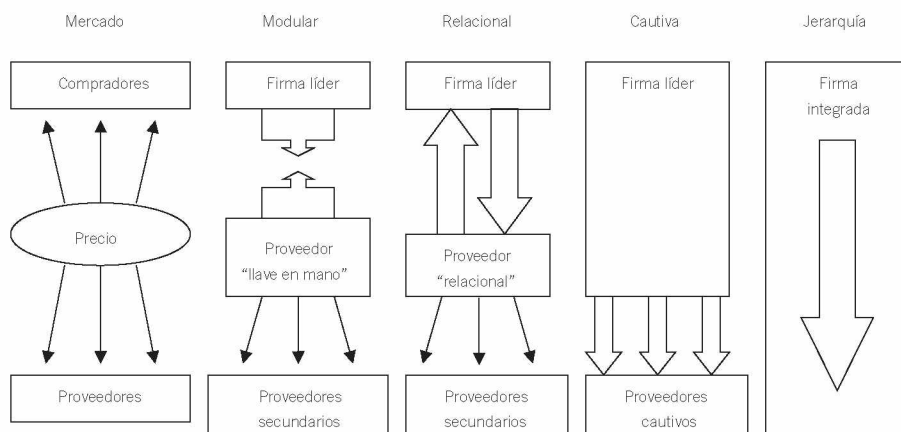 Mercado
Modular
Relacional
Cautiva
Jerarquía
Compradores
Firma líder
Firma líder
Firma líder
Firma
integrada
Precio
Proveedor
“llave en mano”
Proveedor
“relacional”
Proveedores
Proveedores
secundarios
Proveedores
secundarios
Proveedores
cautivos